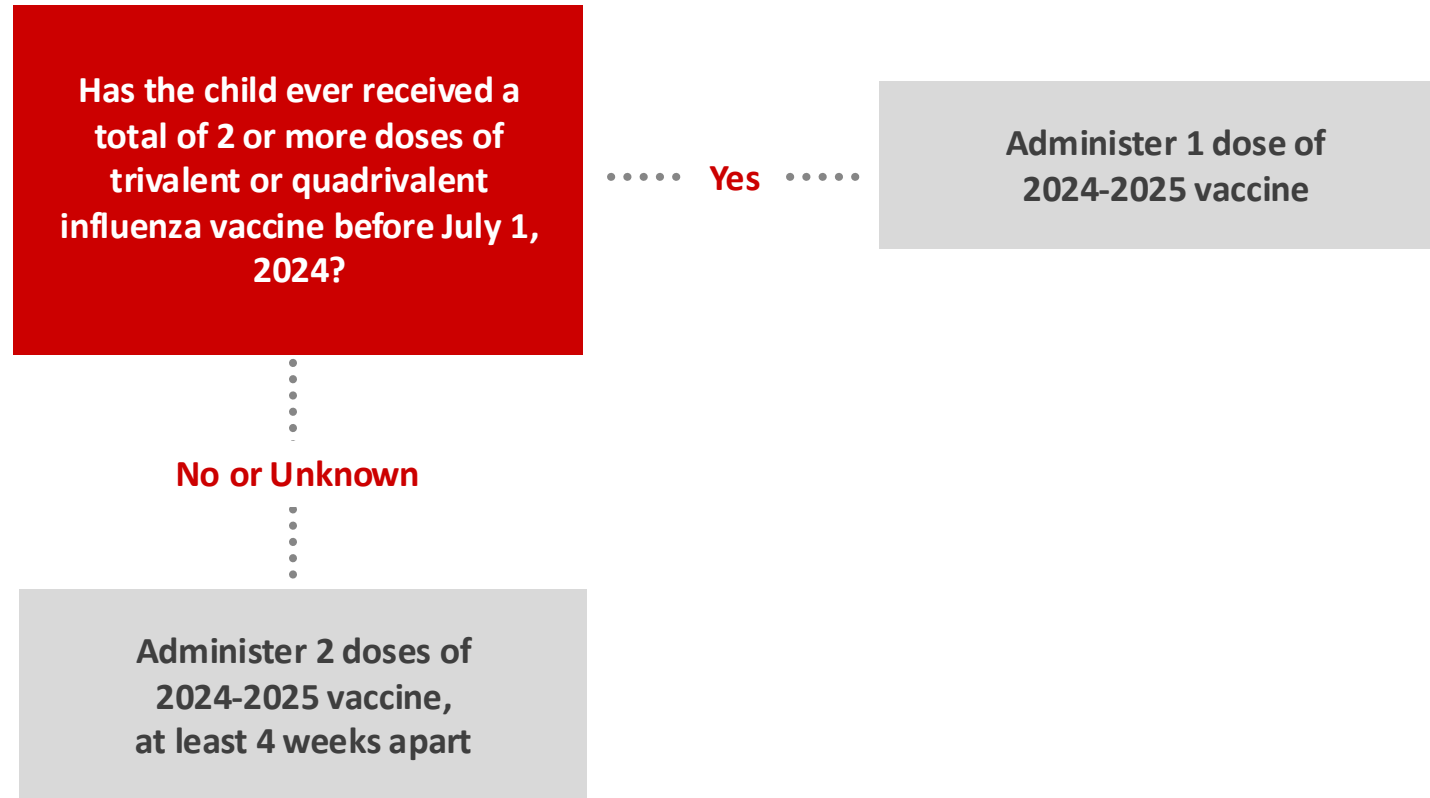 Has the child ever received a
total of 2 or more doses of
trivalent or quadrivalent
influenza vaccine before July 1,
2024?
Yes
Administer 1 dose of
2024-2025 vaccine
No or Unknown
Administer 2 doses of
2024-2025 vaccine,
at least 4 weeks apart